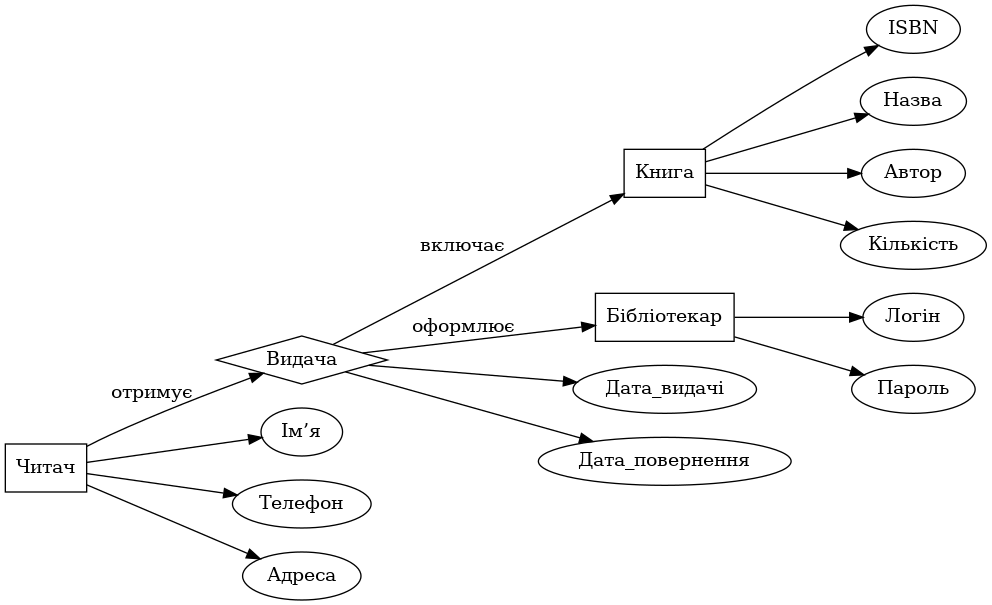 ISBN
Назва
Книга
Автор
включає
Кількість
Бібліотекар
Логін
оформлює
Видача
Дата_видачі
Пароль
отримує
Ім’я
Дата_повернення
Читач
Телефон
Адреса